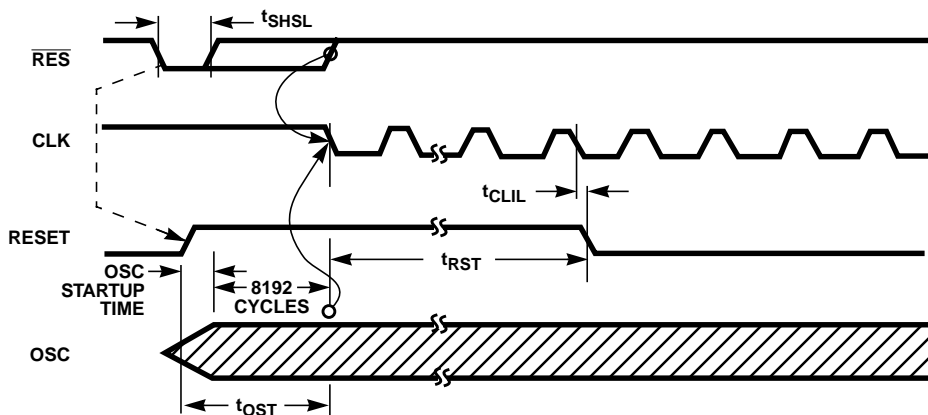 tSHSL
RES
CLK
tCLIL
RESET
tRST
OSC
STARTUP
TIME
8192
CYCLES
OSC
tOST